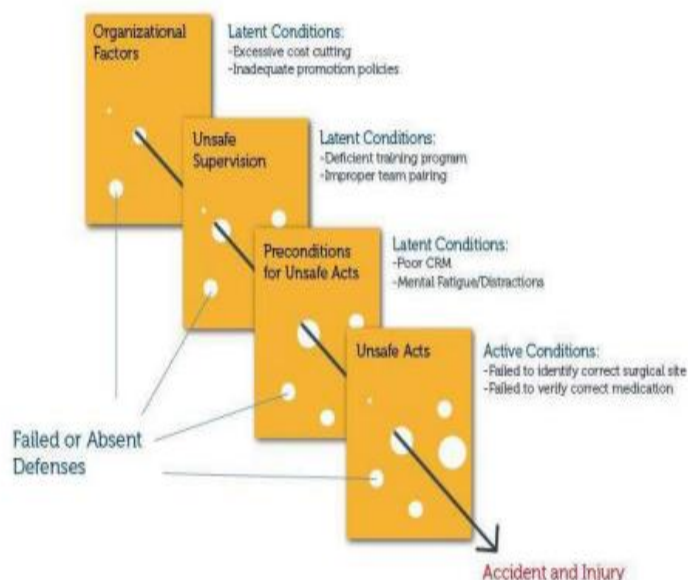 Organizational
Factors
Latent Conditions:
-Excessive cost cutting
-Inadequate promotion policies
Unsafe
Supervision
Latent Conditions:
-Deficient training program
-Improper team pairing
Preconditions
for Unsafe Acts
Latent Conditions:
-Poor CRM
-Mental Fatigue/Distractions
Unsafe Acts
Active Conditions:
-Failed to identify correct surgical site
-Failed to verify correct medication
Failed or Absent
Defenses
Accident and Injury